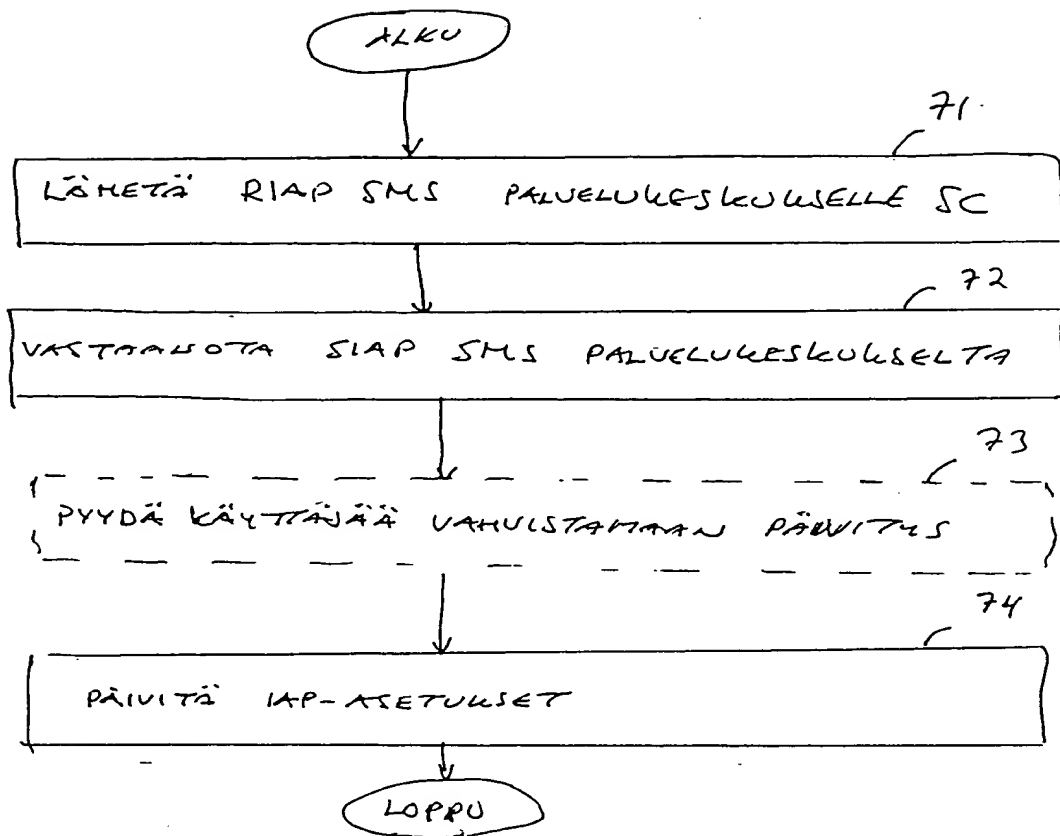 ALKU
71.
LÄHETÄ RIAP SMS PALVELUKESKUKSELLE SC
72
VASTAANOTA SIAP SMS PALVELUKESKUKSELTA
73
PYYDÄ KÄYTTÄJÄÄ VAHVISTAMAAN PÄIVITYS
74
PÄIVITÄ IAP-ASETUKSET
LOPPU